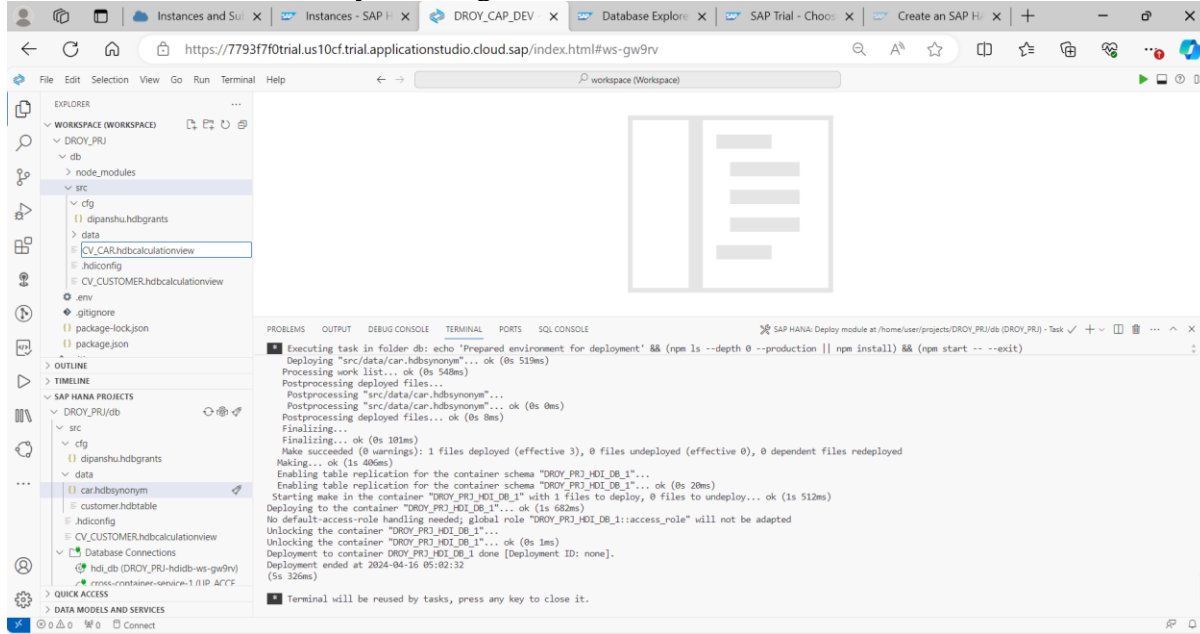 Instances and Su
Instances - SAP H
DROY_CAP_DEV -
Database Explore
SAP Trial - Choos
Create an SAP H
https://7793f7f0trial.us10cf.trial.applicationstudio.cloud.sap/index.html#ws-gw9rv
File Edit Selection View Go Run Terminal Help
workspace (Workspace)
EXPLORER
WORKSPACE (WORKSPACE)
DROY_PRJ
db
node_modules
src
cfg
dipanshu.hdbgrants
data
CV_CAR.hdbcalculationview
.hdiconfig
CV_CUSTOMER.hdbcalculationview
.env
.gitignore
package-lock.json
package.json
OUTLINE
TIMELINE
SAP HANA PROJECTS
DROY_PRJ/db
src
cfg
dipanshu.hdbgrants
data
car.hdbsynonym
customer.hdbtable
.hdiconfig
CV_CUSTOMER.hdbcalculationview
Database Connections
hdi_db (DROY_PRJ-hdidb-ws-gw9rv)
cross-container-service-1 (UP_ACCE
QUICK ACCESS
DATA MODELS AND SERVICES
PROBLEMS OUTPUT DEBUG CONSOLE TERMINAL PORTS SQL CONSOLE
SAP HANA: Deploy module at /home/user/projects/DROY_PRJ/db (DROY_PRJ) - Task
* Executing task in folder db: echo 'Prepared environment for deployment' && (npm ls --depth 0 --production || npm install) && (npm start -- --exit)
Deploying "src/data/car.hdbsynonym"... ok (0s 519ms)
Processing work list... ok (0s 548ms)
Postprocessing deployed files...
Postprocessing "src/data/car.hdbsynonym"...
Postprocessing "src/data/car.hdbsynonym"... ok (0s 0ms)
Postprocessing deployed files... ok (0s 8ms)
Finalizing...
Finalizing... ok (0s 101ms)
Make succeeded (0 warnings): 1 files deployed (effective 3), 0 files undeployed (effective 0), 0 dependent files redeployed
Making... ok (1s 406ms)
Enabling table replication for the container schema "DROY_PRJ_HDI_DB_1"...
Enabling table replication for the container schema "DROY_PRJ_HDI_DB_1"... ok (0s 20ms)
Starting make in the container "DROY_PRJ_HDI_DB_1" with 1 files to deploy, 0 files to undeploy... ok (1s 512ms)
Deploying to the container "DROY_PRJ_HDI_DB_1"... ok (1s 682ms)
No default-access-role handling needed; global role "DROY_PRJ_HDI_DB_1::access_role" will not be adapted
Unlocking the container "DROY_PRJ_HDI_DB_1"...
Unlocking the container "DROY_PRJ_HDI_DB_1"... ok (0s 1ms)
Deployment to container DROY_PRJ_HDI_DB_1 done [Deployment ID: none].
Deployment ended at 2024-04-16 05:02:32
(5s 326ms)
* Terminal will be reused by tasks, press any key to close it.
0 0 0 Connect